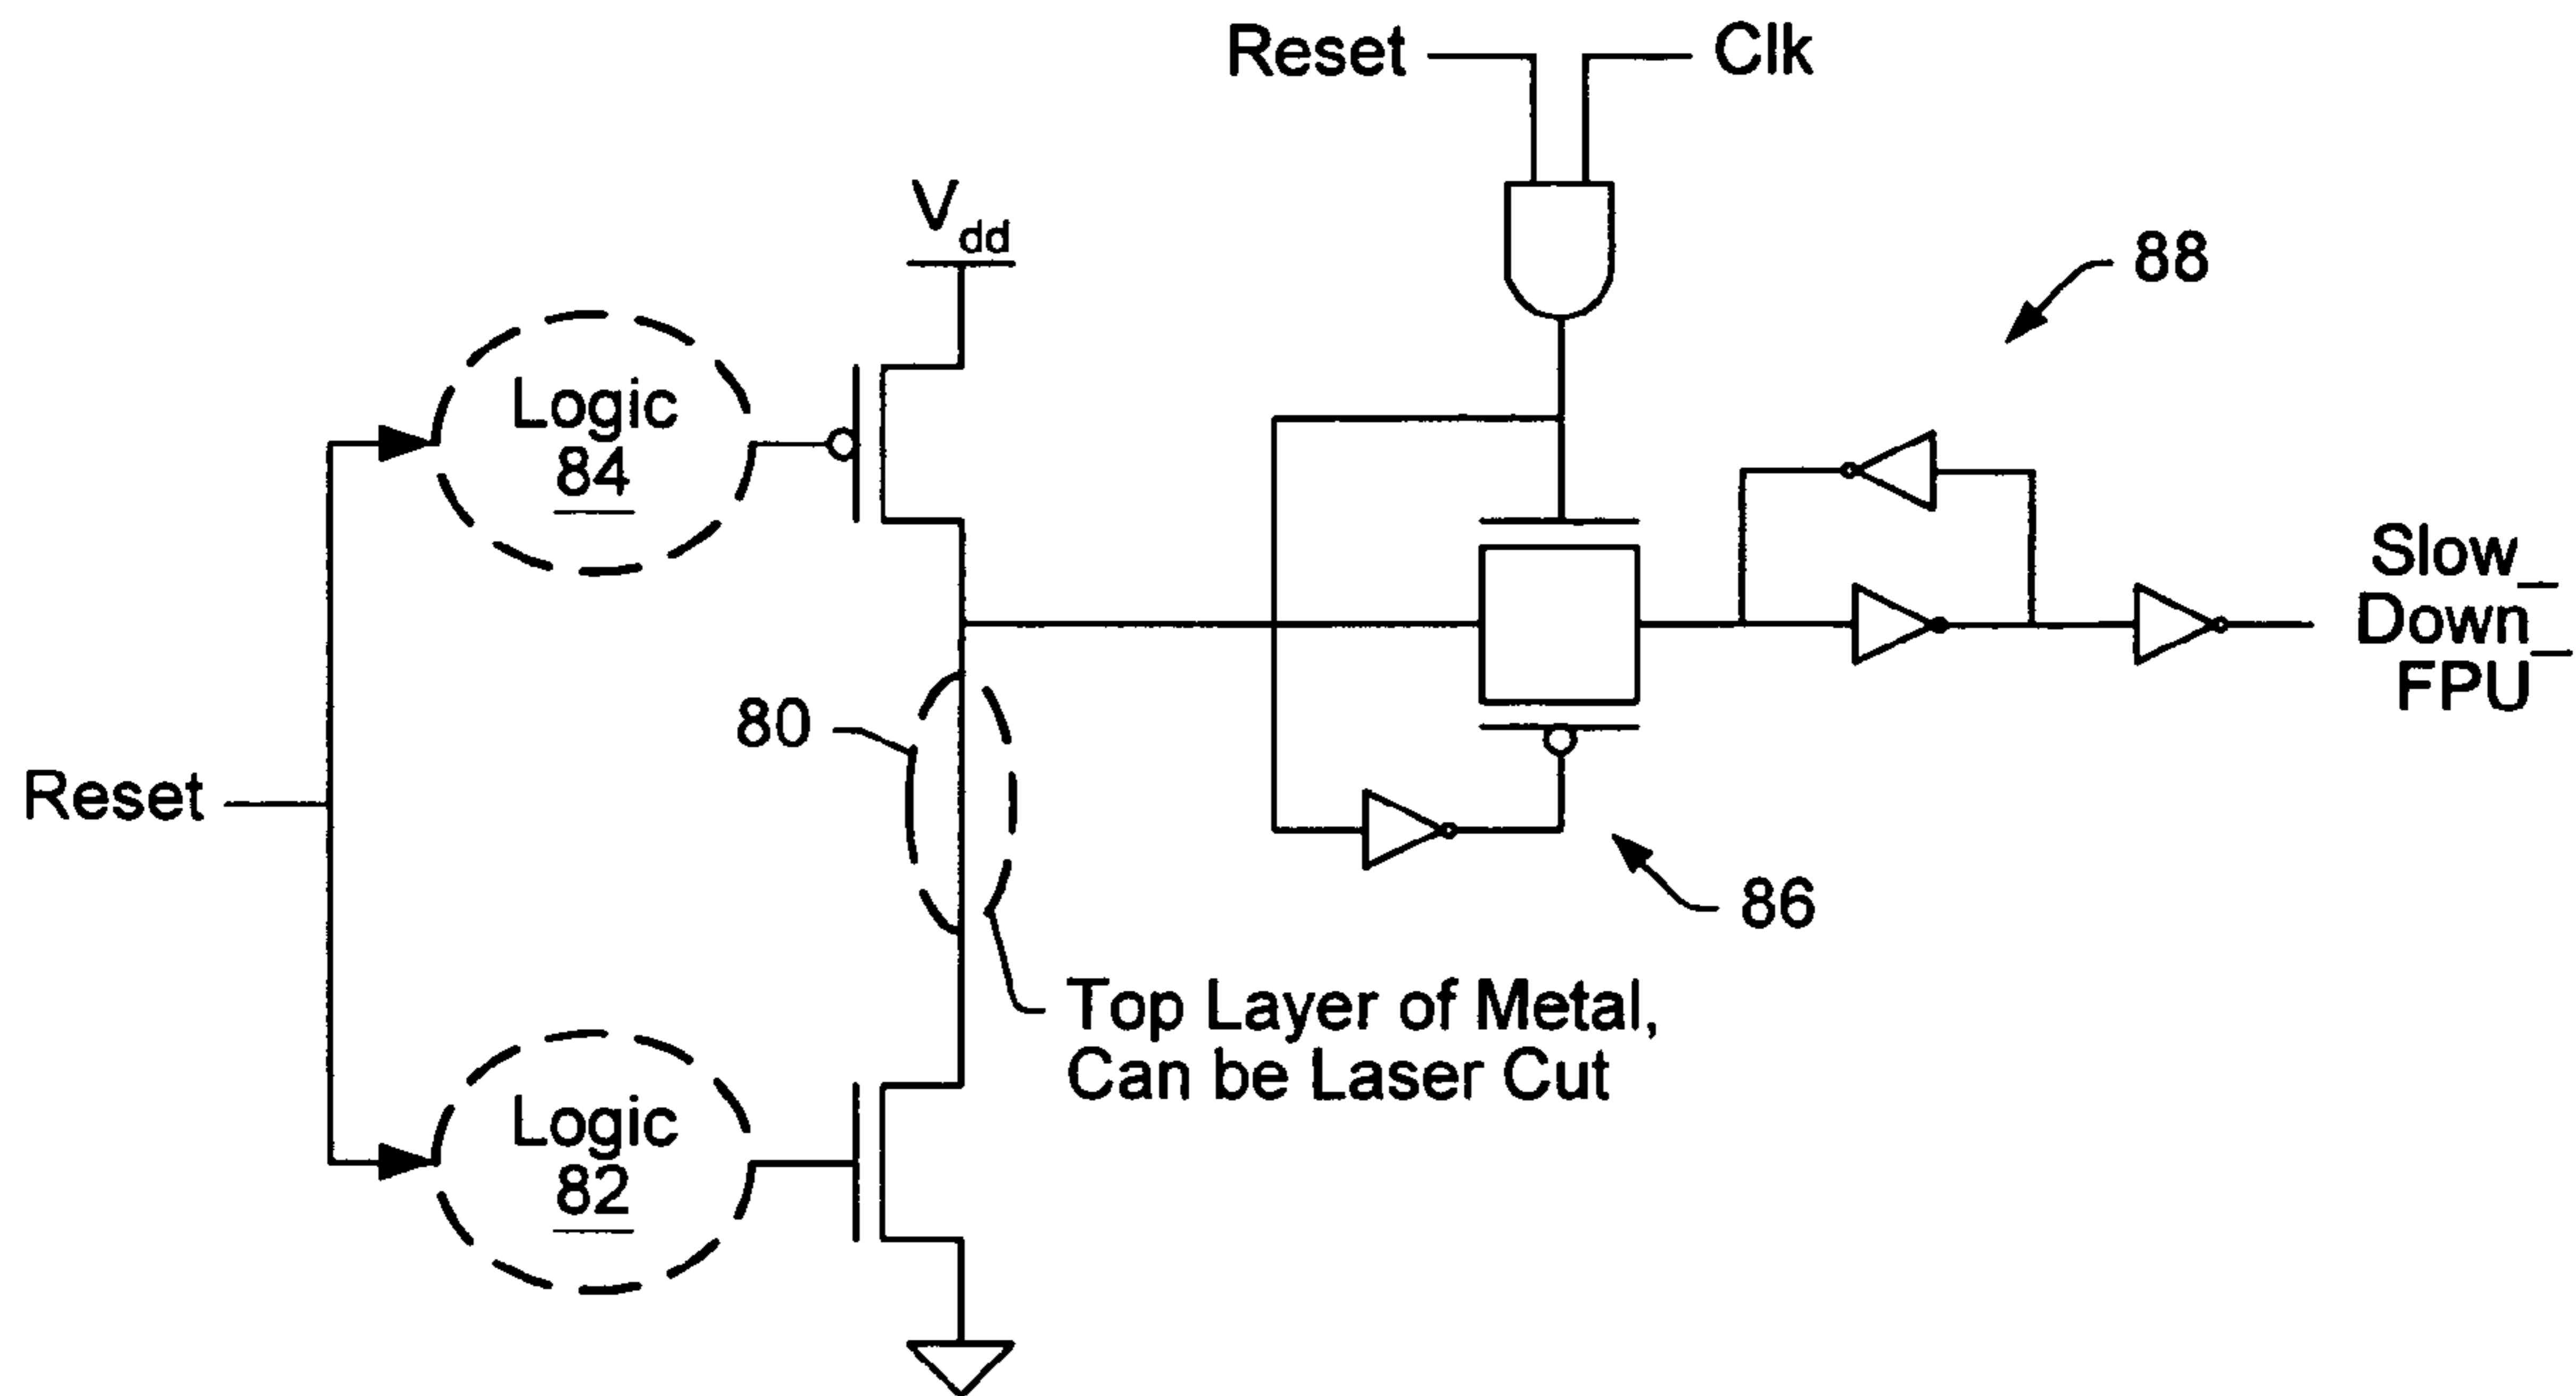 Reset
Clk
Vdd
88
Logic
84
Slow_
Down_
FPU
80
Reset
86
Top Layer of Metal,
Can be Laser Cut
Logic
82